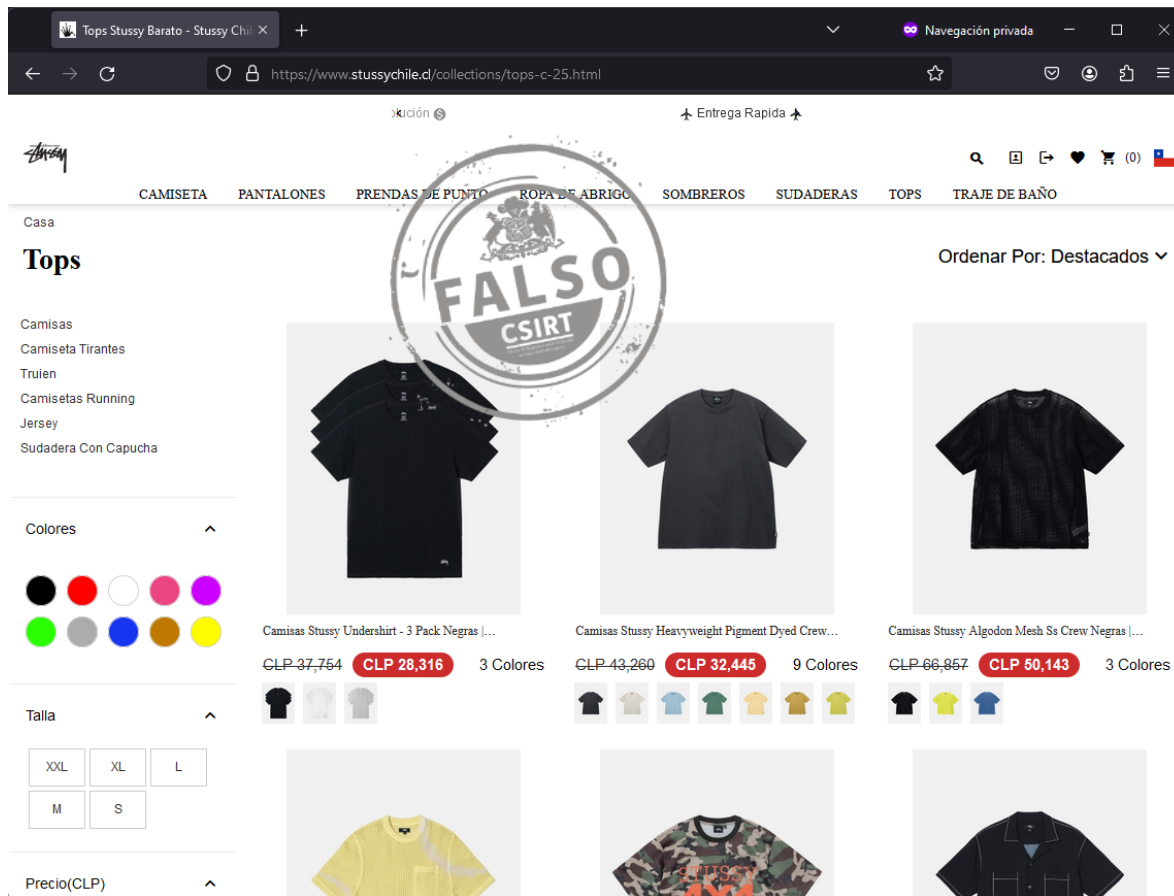 Tops Stussy Barato - Stussy Chil
Navegación privada
https://www.stussychile.cl/collections/tops-c-25.html
olución
Entrega Rapida
STUSSY
(0)
CAMISETA PANTALONES PRENDAS DE PUNTO ROPA DE ABRIGO SOMBREROS SUDADERAS TOPS TRAJE DE BAÑO
Casa
Tops
Ordenar Por: Destacados
FALSO
CSIRT
Camisas
Camiseta Tirantes
Truien
Camisetas Running
Jersey
Sudadera Con Capucha
Colores
Camisas Stussy Undershirt - 3 Pack Negras |…
CLP 37,754 CLP 28,316 3 Colores
Camisas Stussy Heavyweight Pigment Dyed Crew…
CLP 43,260 CLP 32,445 9 Colores
Camisas Stussy Algodon Mesh Ss Crew Negras |…
CLP 66,857 CLP 50,143 3 Colores
Talla
XXL XL L
M S
STUSSY
4X4
Precio(CLP)